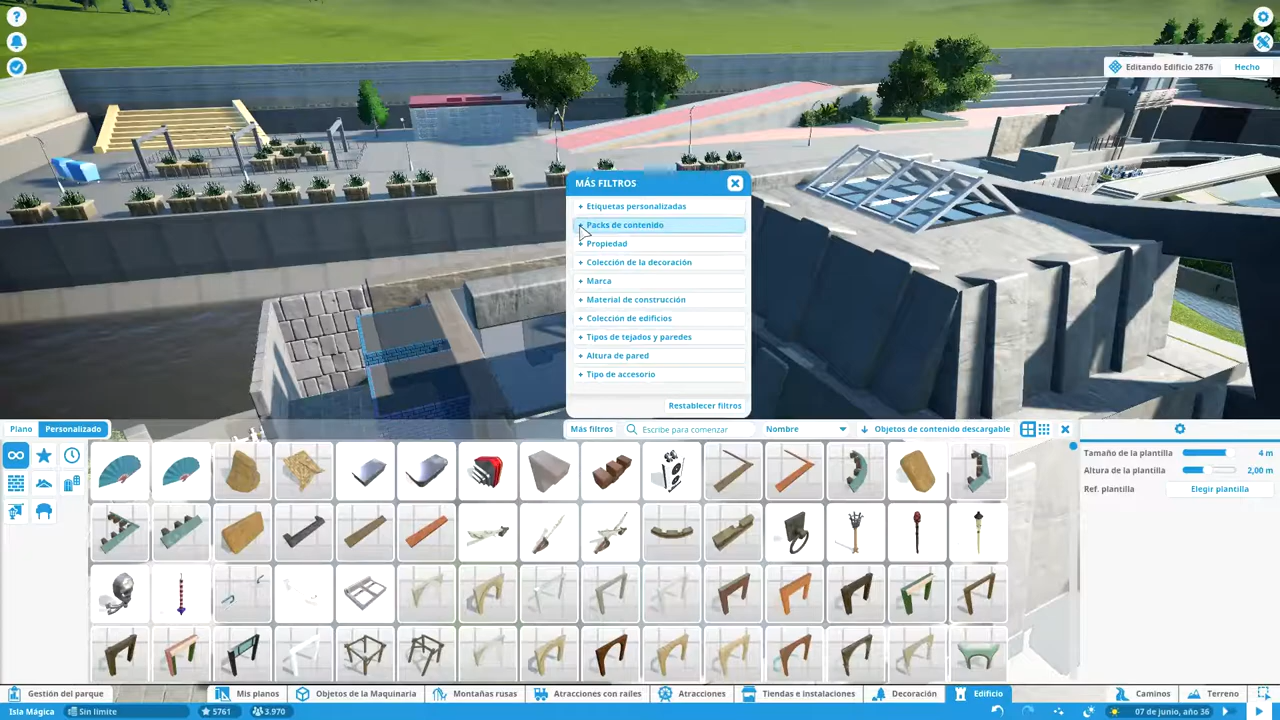 Editando Edificio 2876
Hecho
MÁS FILTROS
+ Etiquetas personalizadas
+ Packs de contenido
+ Propiedad
+ Colección de la decoración
+ Marca
+ Material de construcción
+ Colección de edificios
+ Tipos de tejados y paredes
+ Altura de pared
+ Tipo de accesorio
Restablecer filtros
Plano
Personalizado
Más filtros
Escribe para comenzar
Nombre
Objetos de contenido descargable
Tamaño de la plantilla
4 m
Altura de la plantilla
2,00 m
Ref. plantilla
Elegir plantilla
Gestión del parque
Mis planos
Objetos de la Maquinaria
Montañas rusas
Atracciones con raíles
Atracciones
Tiendas e instalaciones
Decoración
Edificio
Caminos
Terreno
Isla Mágica
Sin límite
5761
3.970
07 de junio, año 36